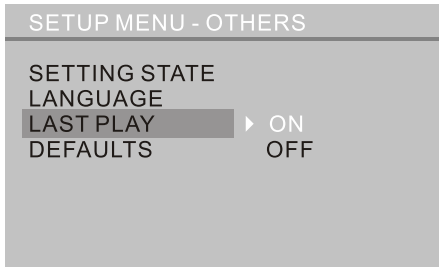 SETUP MENU - OTHERS
SETTING STATE
LANGUAGE
LAST PLAY ON
DEFAULTS OFF